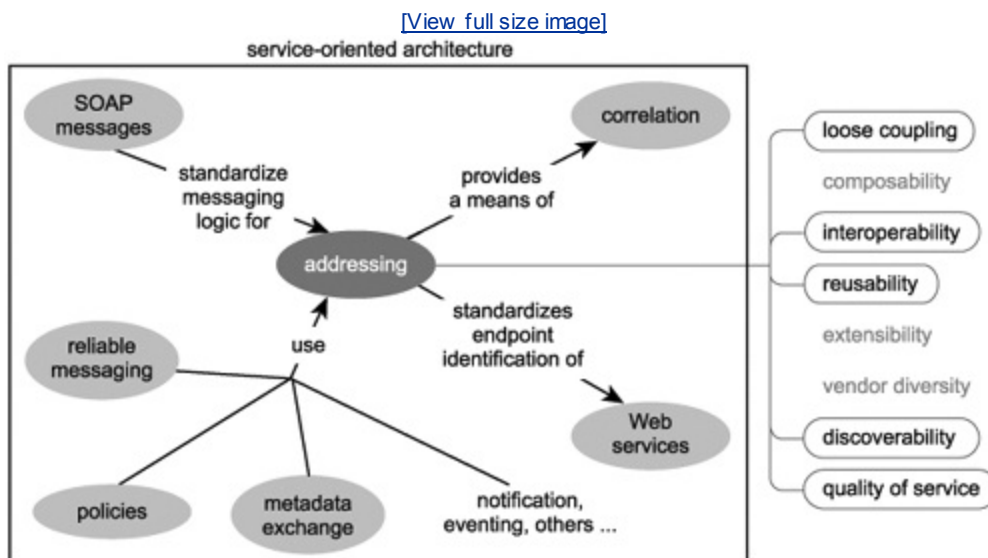 [View full size image]
service-oriented architecture
SOAP
messages
correlation
standardize
messaging
logic for
provides
a means of
addressing
standardizes
endpoint
identification of
use
reliable
messaging
Web
services
policies
metadada
exchange
notification,
eventing, others ...
loose coupling
composability
interoperability
reusability
extensibility
vendor diversity
discoverability
quality of service